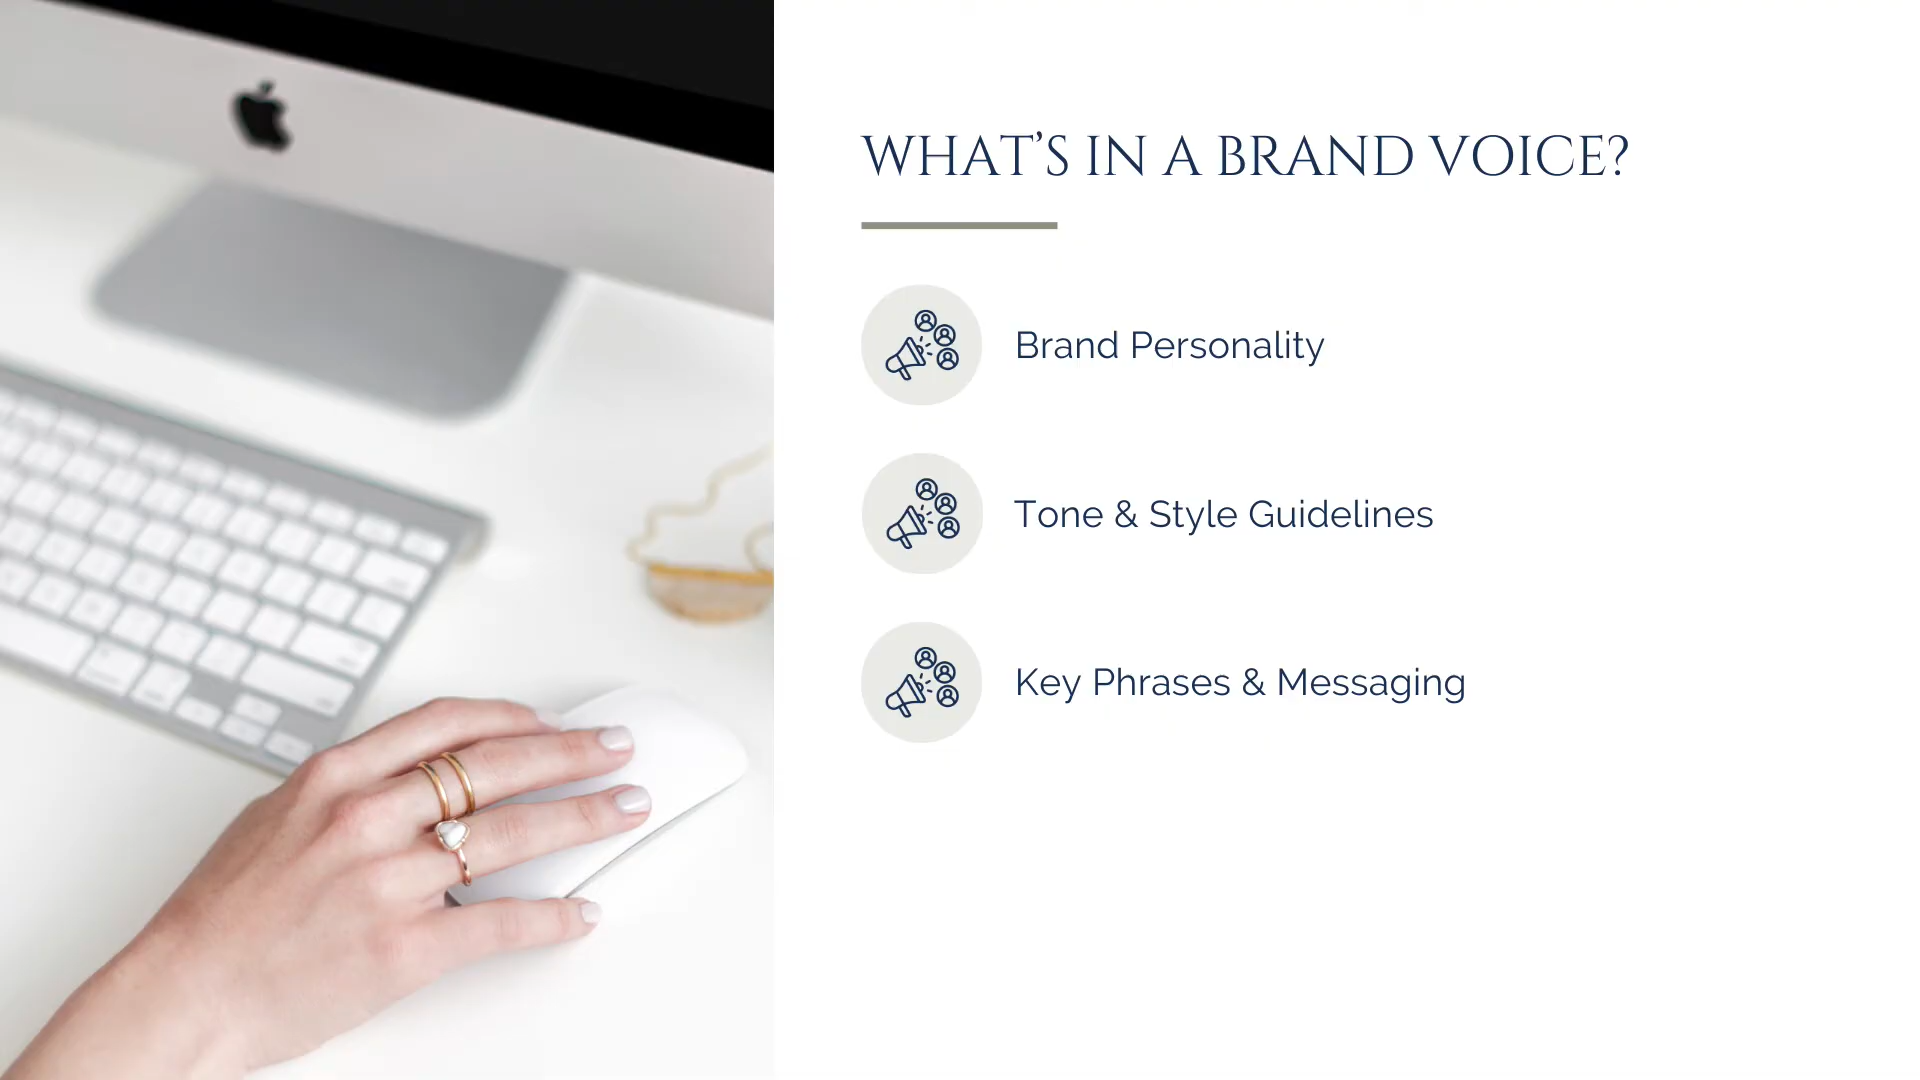 WHAT’S IN A BRAND VOICE?
Brand Personality
Tone & Style Guidelines
Key Phrases & Messaging